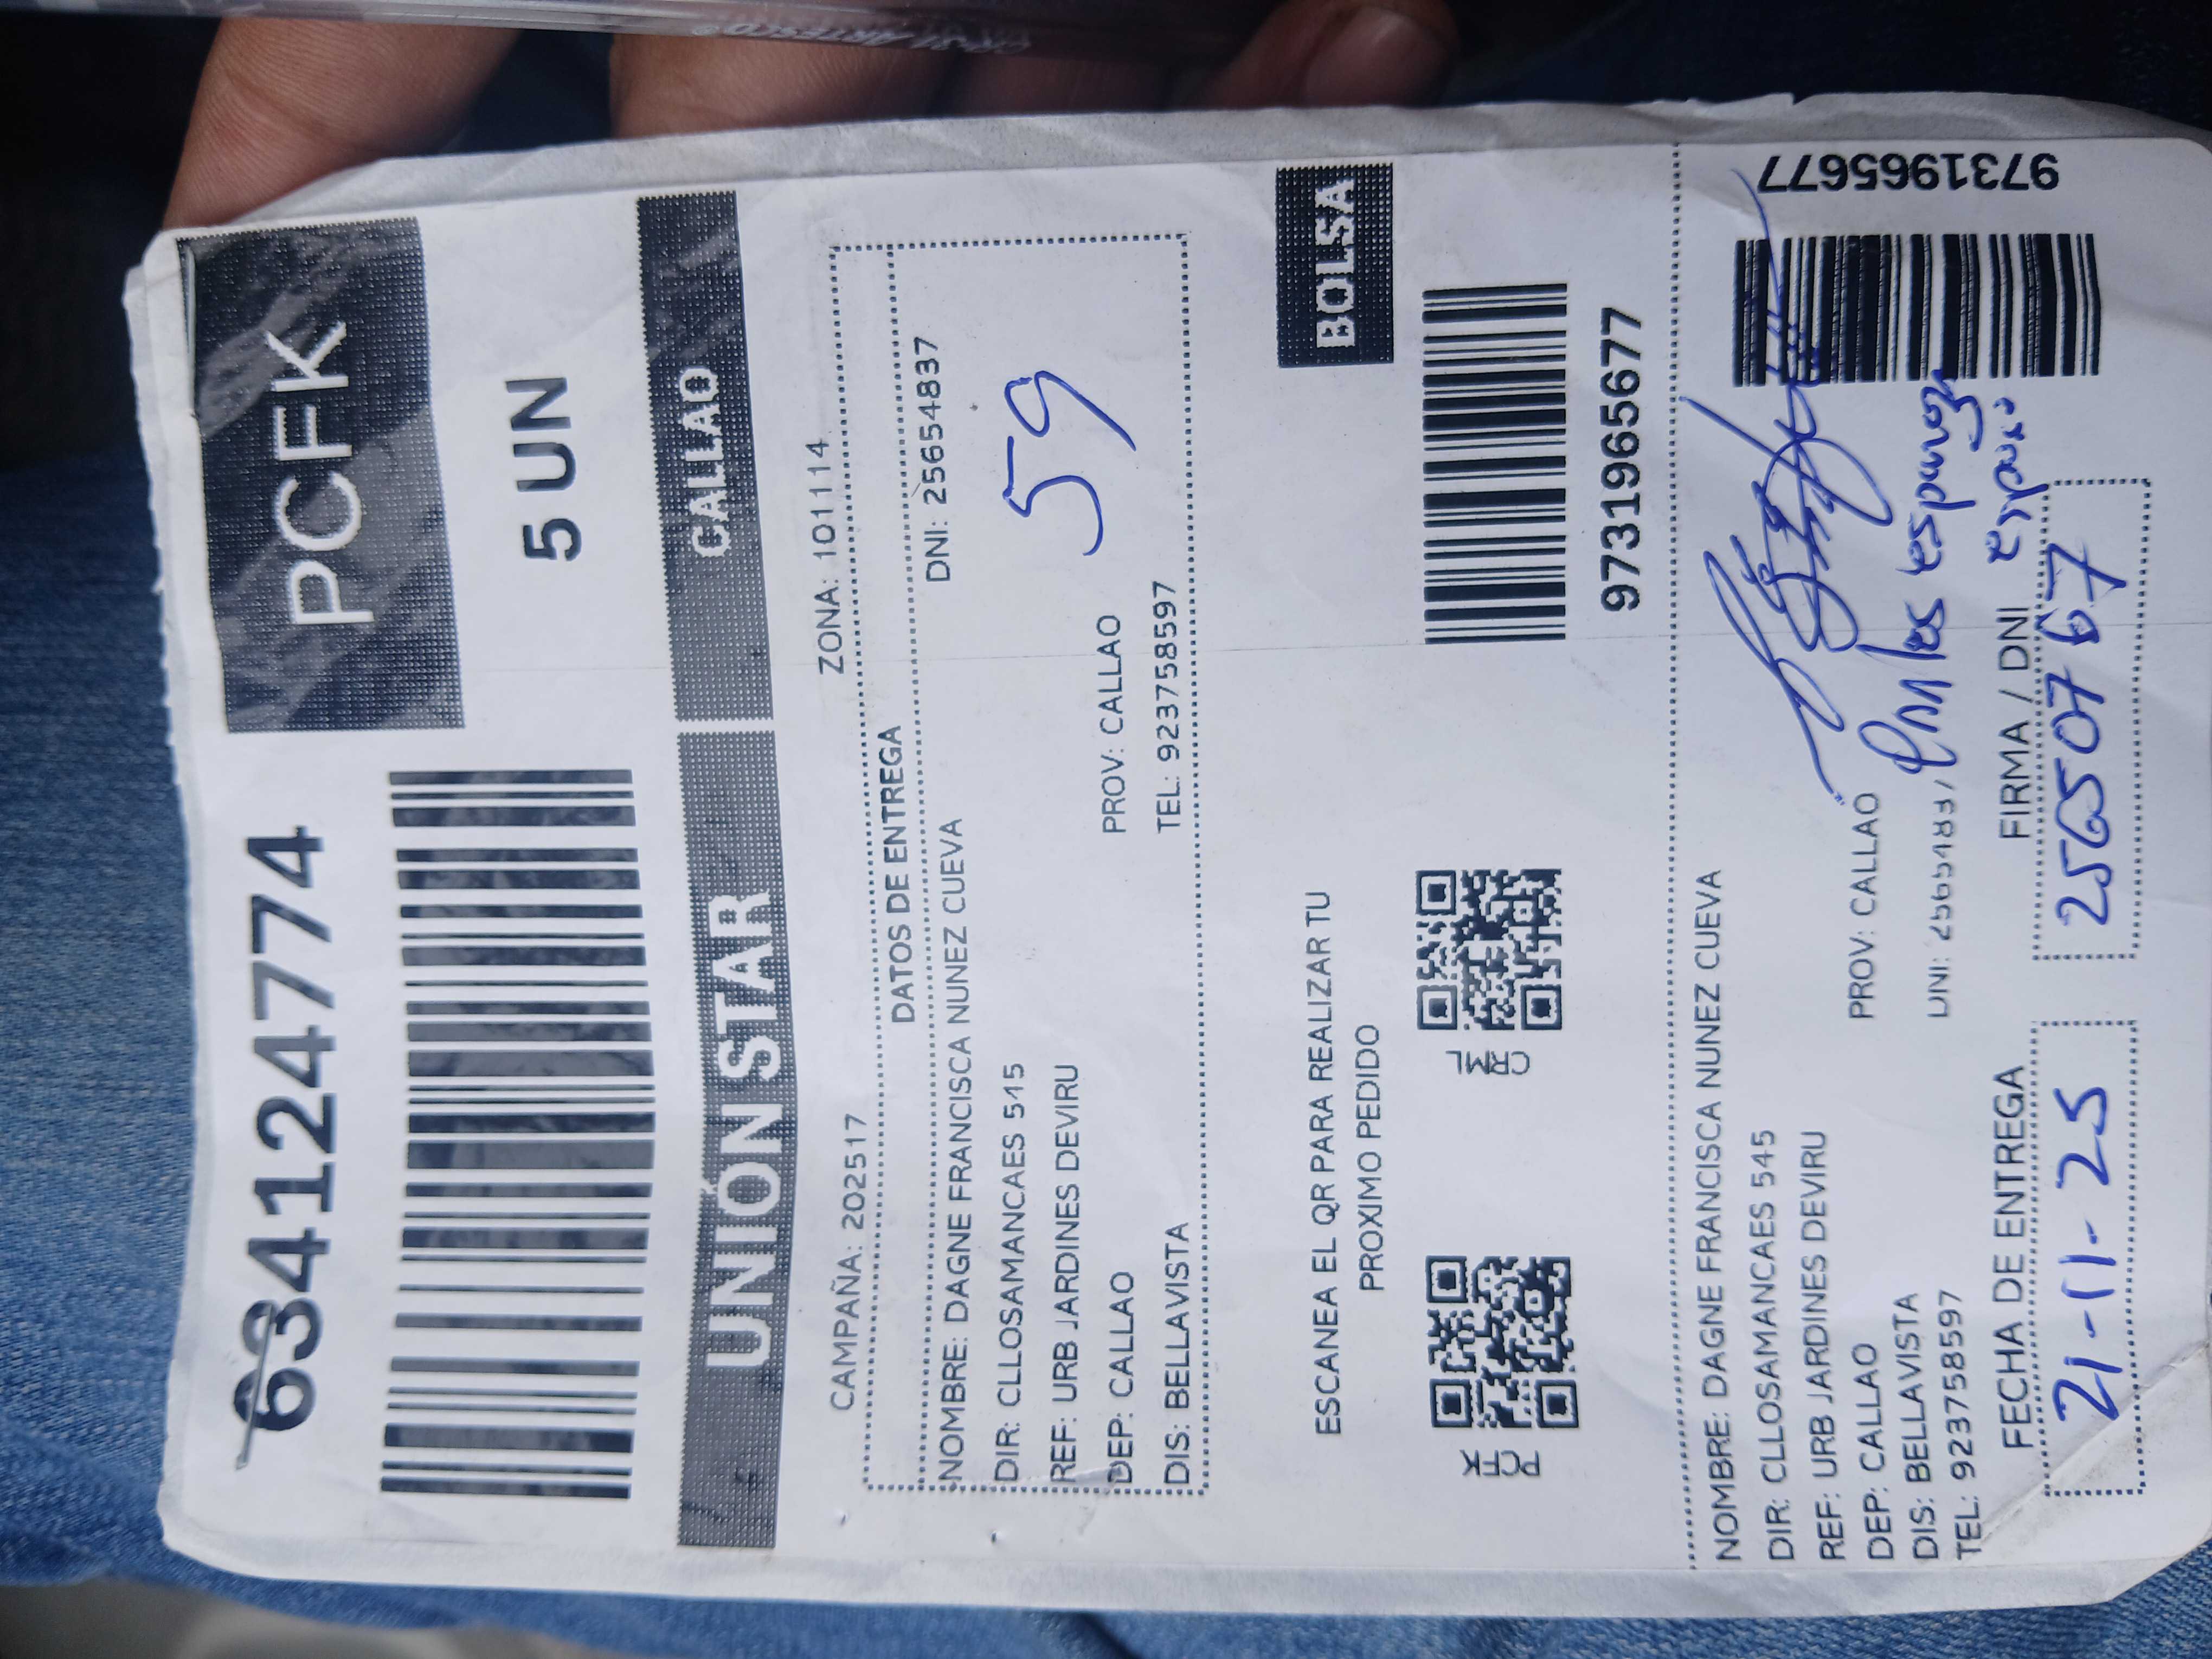 634124774
PCFK
5 UN
UNIÓN STAR
CALLAO
CAMPAÑA: 202517 ZONA: 101114
DATOS DE ENTREGA
NOMBRE: DAGNE FRANCISCA NUNEZ CUEVA DNI: 25654837
DIR: CLLOSAMANCAES 545
REF: URB JARDINES DEVIRU
59
DEP: CALLAO PROV: CALLAO
DIS: BELLAVISTA TEL: 923758597
BOLSA
ESCANEA EL QR PARA REALIZAR TU
PROXIMO PEDIDO
PCFK
9731965677
NOMBRE: DAGNE FRANCISCA NUNEZ CUEVA
DIR: CLLOSAMANCAES 545
REF: URB JARDINES DEVIRU
DEP: CALLAO PROV: CALLAO
DIS: BELLAVISTA DNI: 25654837
TEL: 923758597
9731965677
FECHA DE ENTREGA
21-11-25
FIRMA / DNI
25650767